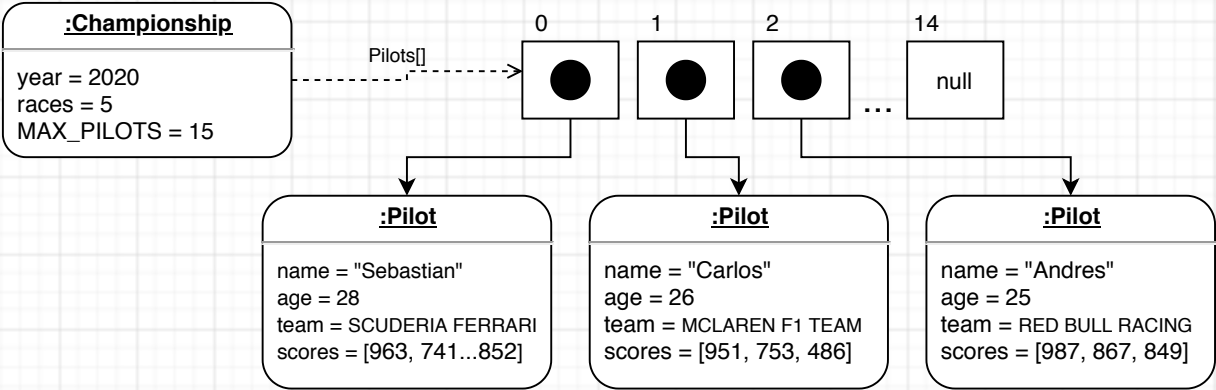 :Championship
year = 2020
races = 5
MAX_PILOTS = 15
Pilots[]
0 1 2 14
... null
:Pilot
name = "Sebastian"
age = 28
team = SCUDERIA FERRARI
scores = [963, 741...852]
:Pilot
name = "Carlos"
age = 26
team = MCLAREN F1 TEAM
scores = [951, 753, 486]
:Pilot
name = "Andres"
age = 25
team = RED BULL RACING
scores = [987, 867, 849]